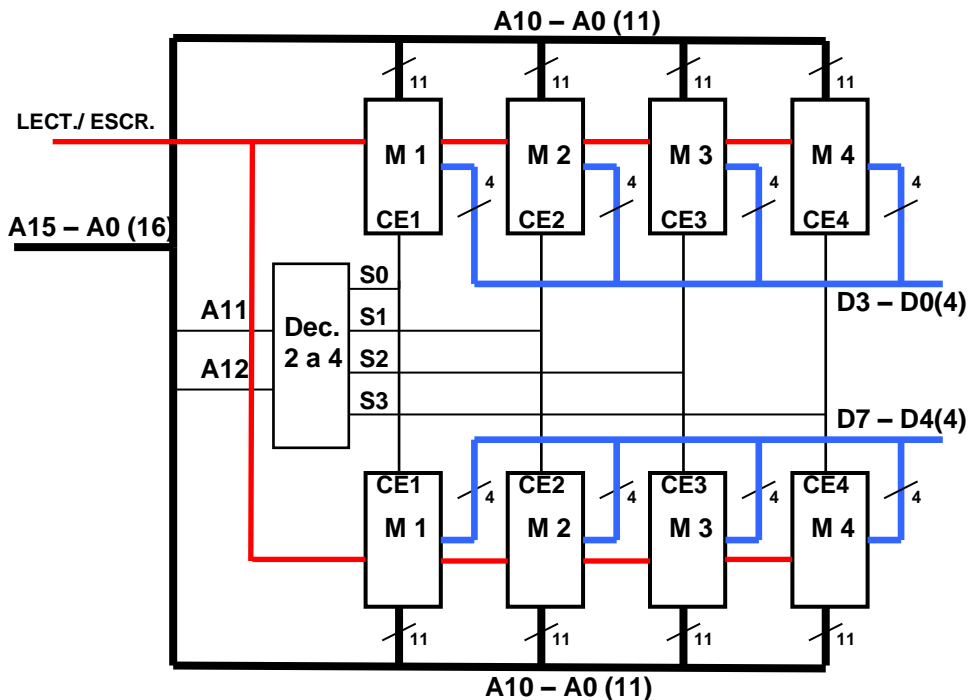 A10 – A0 (11)
11
11
11
11
LECT./ ESCR.
M 1
M 2
M 3
M 4
4
4
4
4
CE1
CE2
CE3
CE4
A15 – A0 (16)
S0
D3 – D0(4)
A11
Dec.
2 a 4
S1
A12
S2
S3
D7 – D4(4)
CE1
CE2
CE3
CE4
4
4
4
4
M 1
M 2
M 3
M 4
11
11
11
11
A10 – A0 (11)